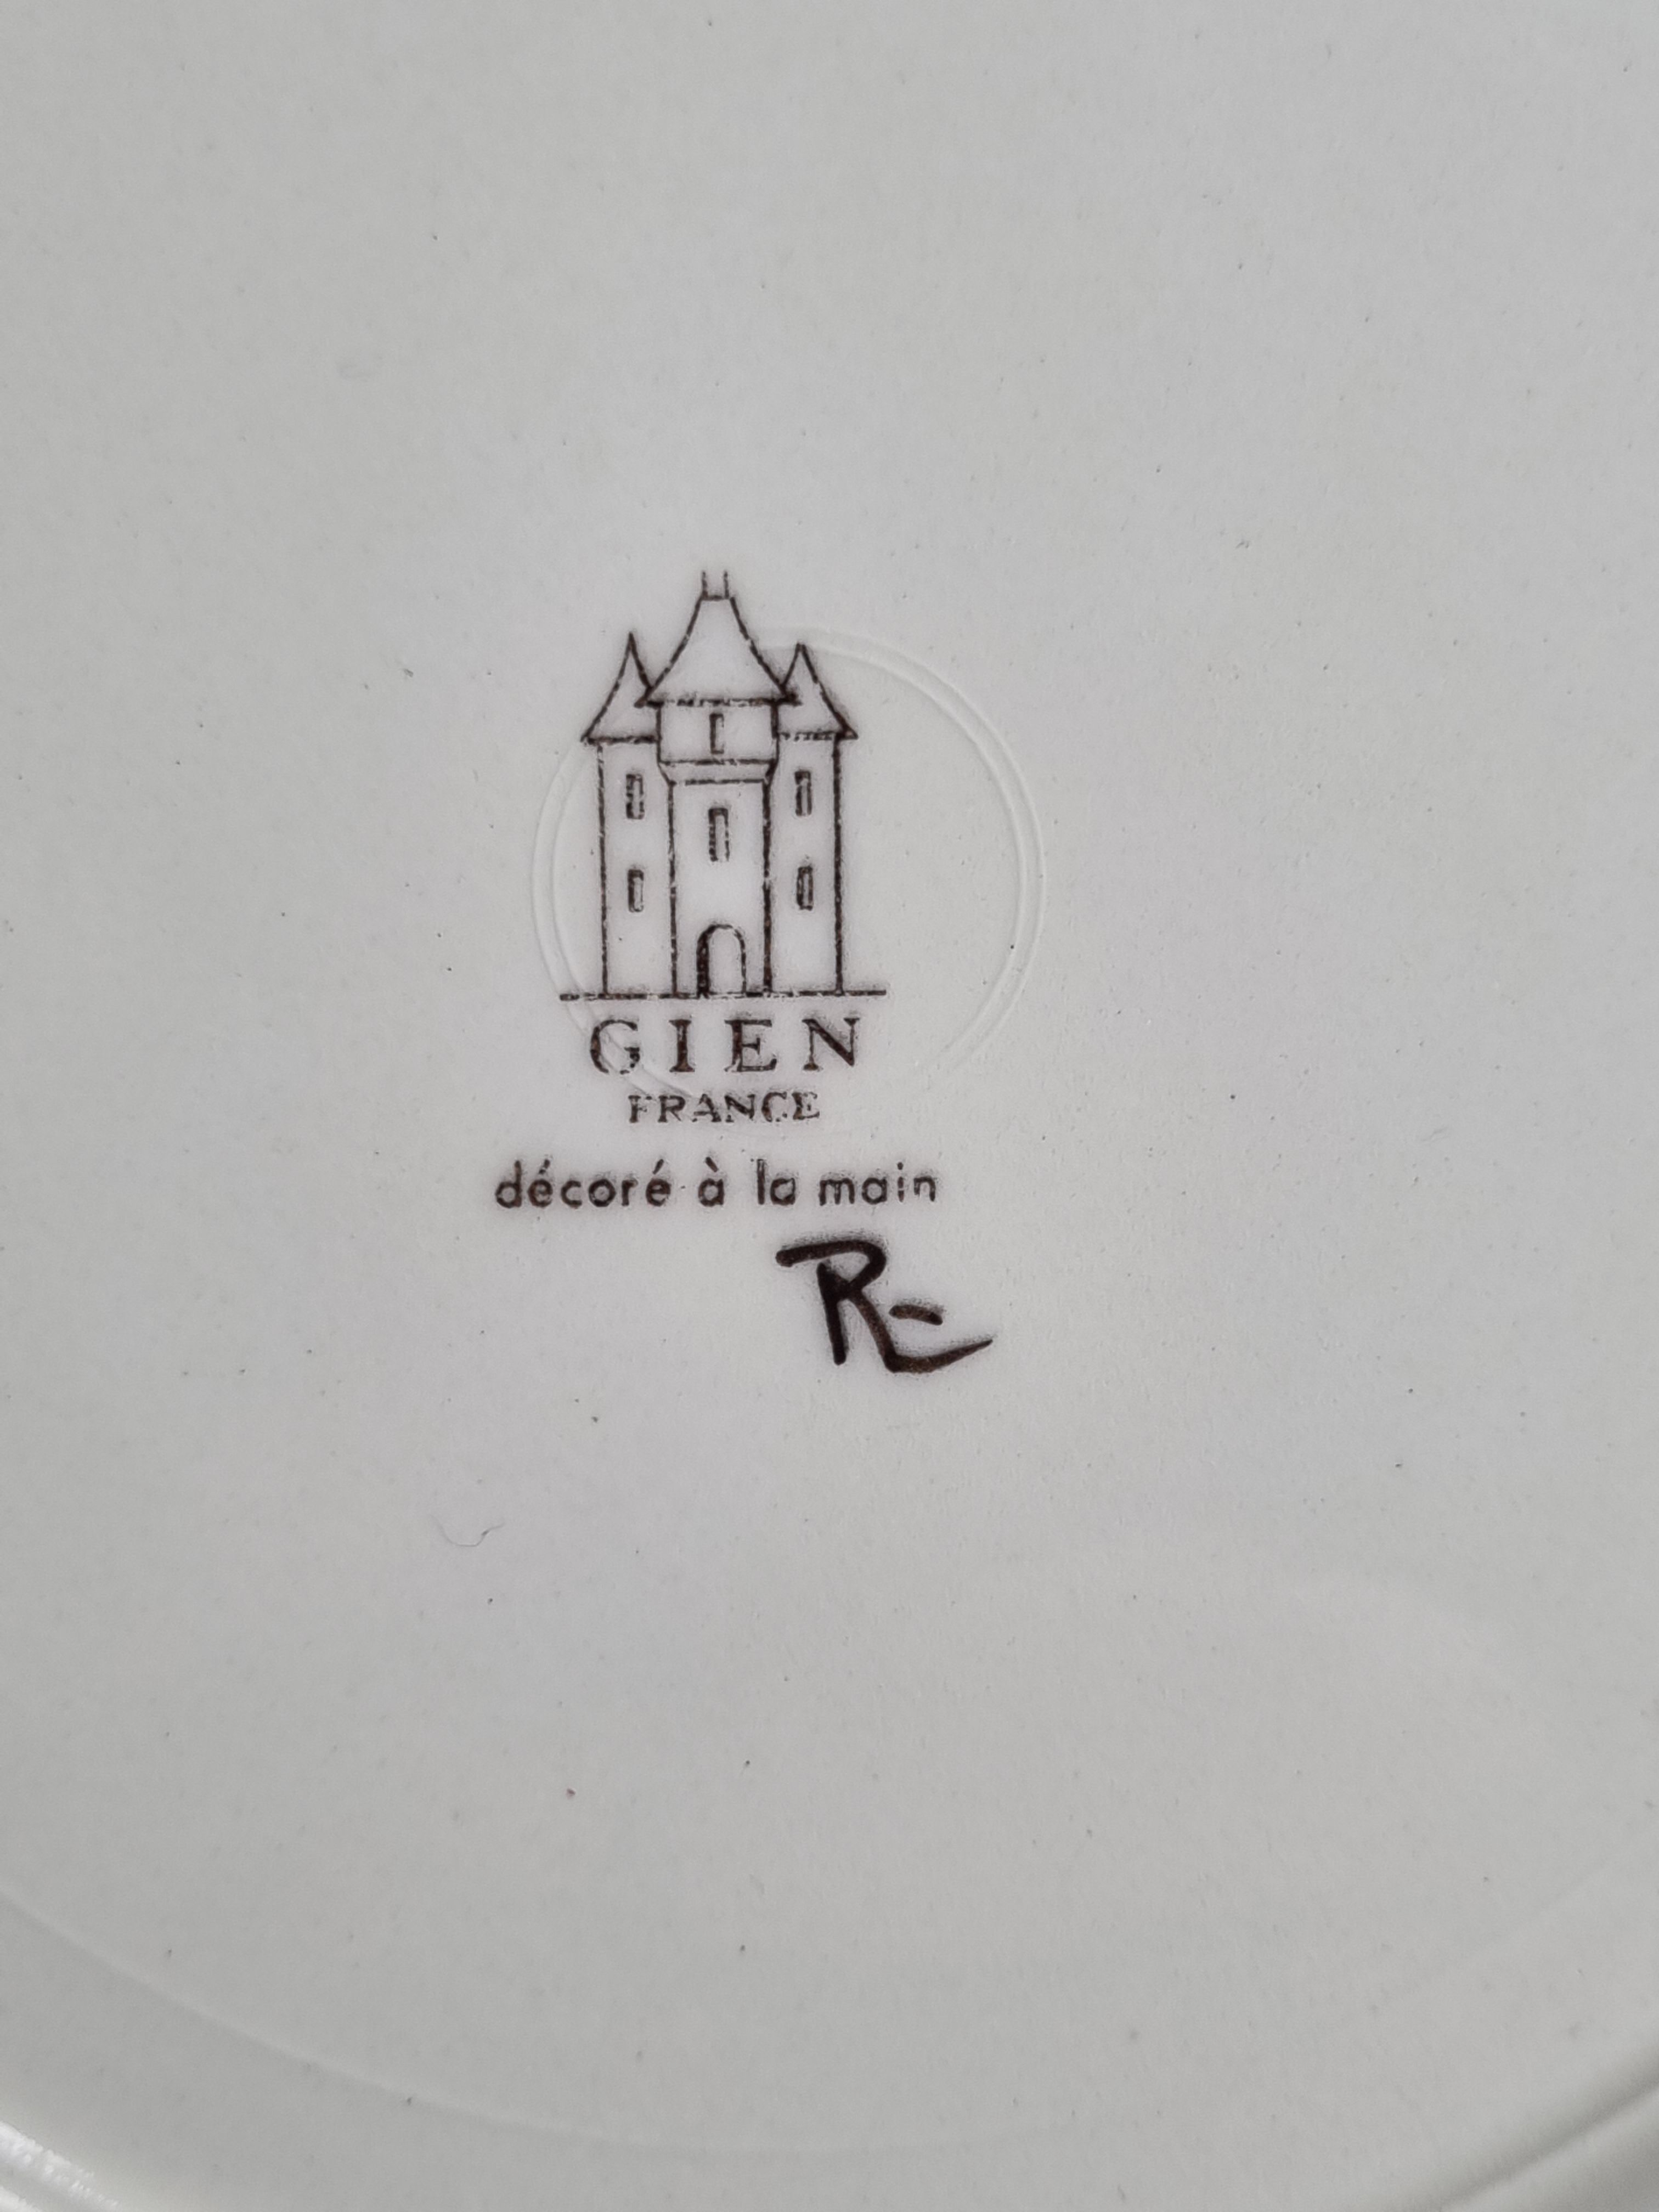 GIEN
FRANCE
décoré à la main